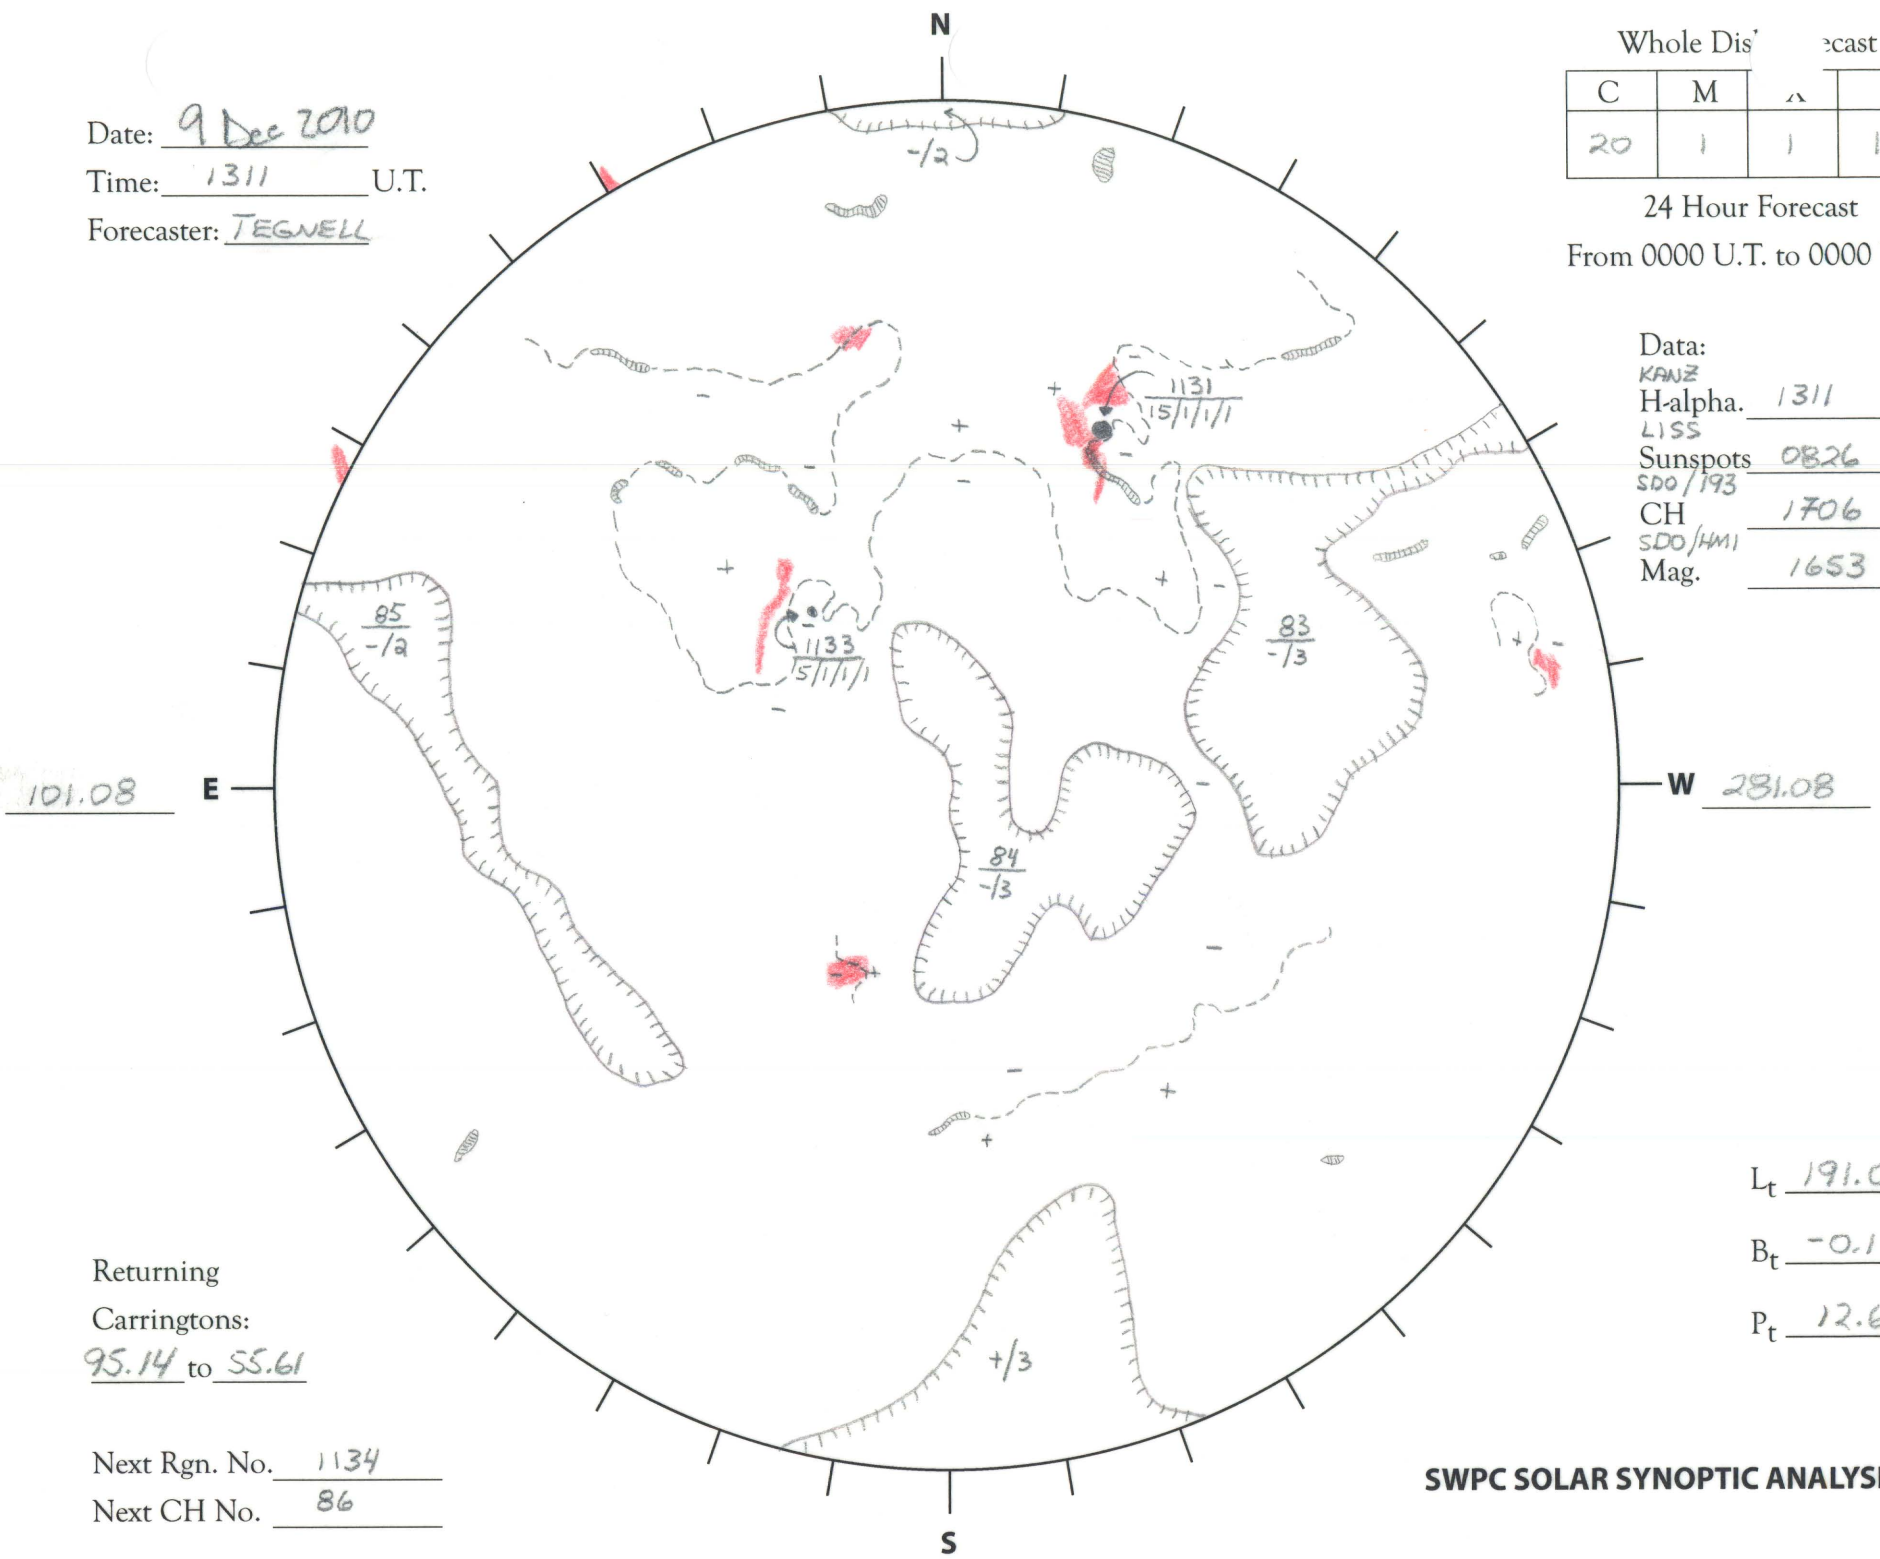 N
Whole Dis ecast
Date: 9 Dec 2010
Time: 1311 U.T.
Forecaster: TEGNELL
C M
20 1 1 1
24 Hour Forecast
From 0000 U.T. to 0000
-/2
Data:
KANZ
H-alpha. 1311
LISS
Sunspots 0826
SDO/193
CH 1706
SDO/HMI
Mag. 1653
1131
15/1/1/1
+
-
-
+
-
-
-
-
+
+
-
85
-/2
1133
5/1/1/1
-
-
83
-/3
+ -
101.08 E
W 281.08
-
84
-/3
-
- +
-
+
+
Lt 191.0
Bt -0.1
Pt 12.6
Returning
Carringtons:
95.14 to 55.61
+/3
Next Rgn. No. 1134
Next CH No. 86
SWPC SOLAR SYNOPTIC ANALYSI
S